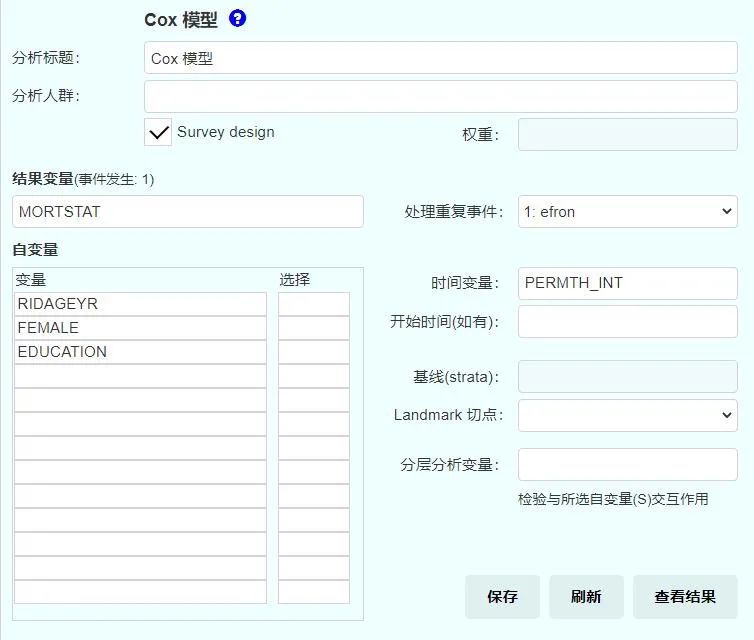 Cox 模型 ?
分析标题: Cox 模型
分析人群:
Survey design 权重:
结果变量(事件发生: 1)
MORTSTAT 处理重复事件: 1: efron
自变量
变量 选择 时间变量: PERMTH_INT
RIDAGEYR
FEMALE 开始时间(如有):
EDUCATION
基线(strata):
Landmark 切点:
分层分析变量:
检验与所选自变量(S)交互作用
保存 刷新 查看结果